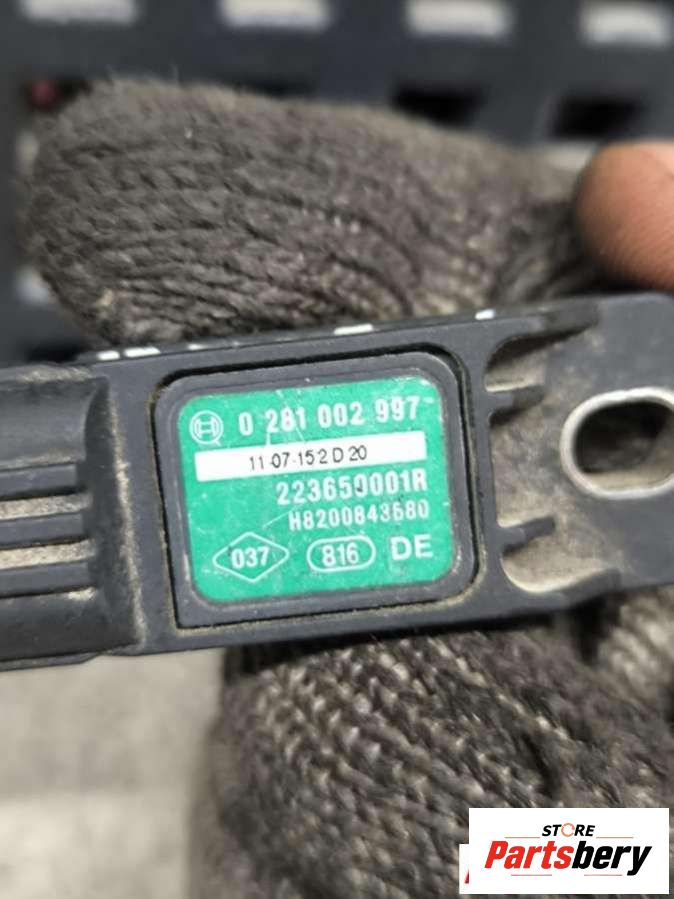 0 281 002 997
11-07-15 2 D 20
223650001R
H8200843680
037 816 DE
STORE
Partsbery